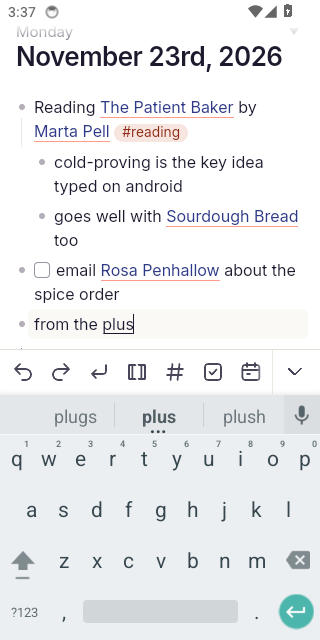 3:37
Monday
November 23rd, 2026
Reading The Patient Baker by
Marta Pell #reading
cold-proving is the key idea
typed on android
goes well with Sourdough Bread
too
email Rosa Penhallow about the
spice order
from the plus
plugs plus plush
1 2 3 4 5 6 7 8 9 0
q w e r t y u i o p
a s d f g h j k l
z x c v b n m
?123 , .